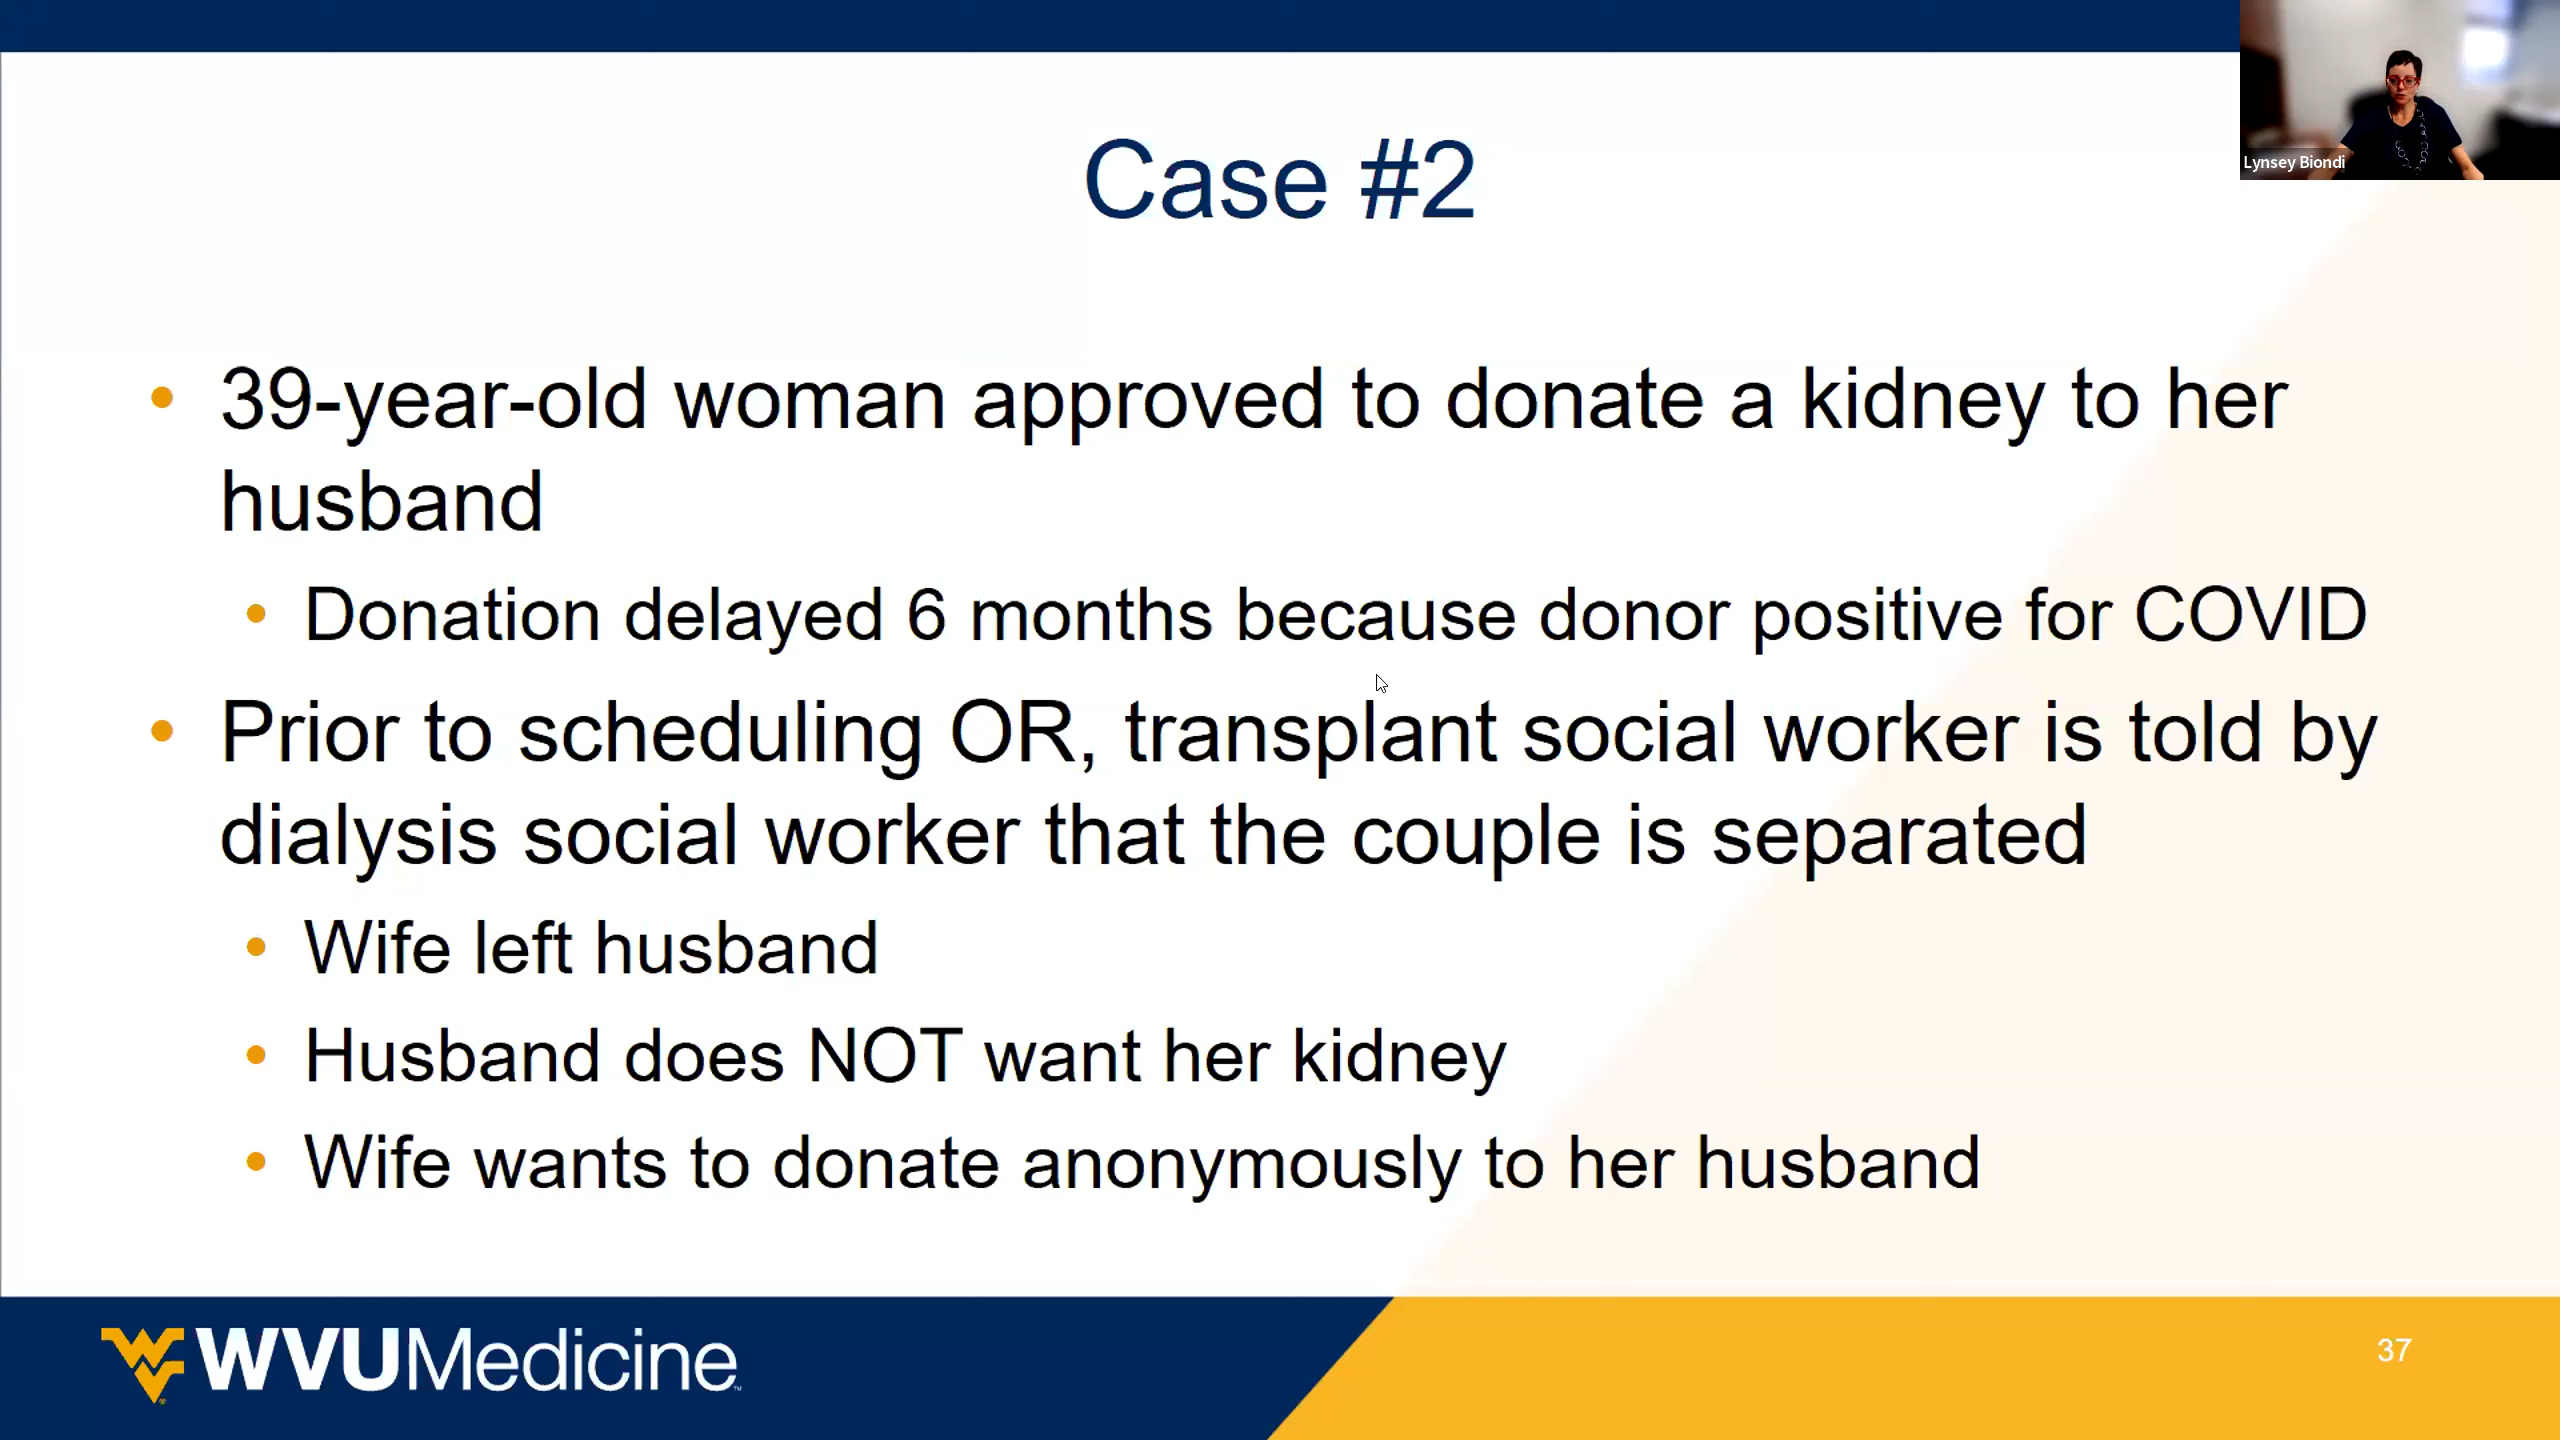 Lynsey Biondi
Case #2
• 39-year-old woman approved to donate a kidney to her
husband
• Donation delayed 6 months because donor positive for COVID
• Prior to scheduling OR, transplant social worker is told by
dialysis social worker that the couple is separated
• Wife left husband
• Husband does NOT want her kidney
• Wife wants to donate anonymously to her husband
WVUMedicine™
37